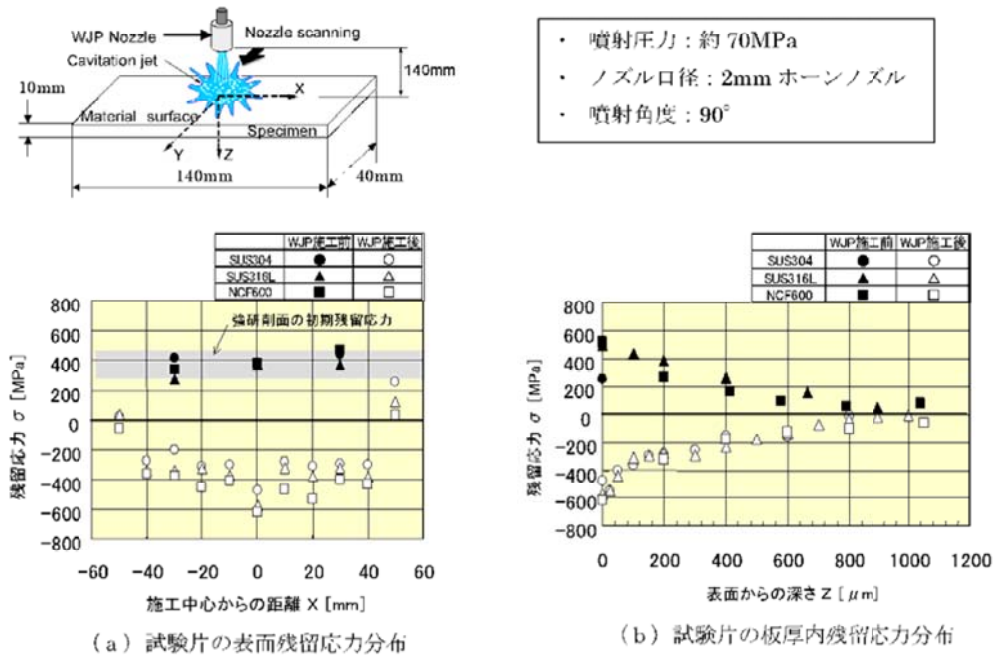 WJP Nozzle
Nozzle scanning
Cavitation jet
140mm
10mm
X
Material surface
Specimen
Y
Z
140mm
40mm
・ 噴射圧力：約 70MPa
・ ノズル口径：2mm ホーンノズル
・ 噴射角度：90°
WJP施工前 WJP施工後
SUS304 ● ○
SUS316L ▲ △
NCF600 ■ □
800
600
400
200
0
-200
-400
-600
-800
残留応力 σ [MPa]
強研削面の初期残留応力
-60 -40 -20 0 20 40 60
施工中心からの距離 X [mm]
(a) 試験片の表面残留応力分布
WJP施工前 WJP施工後
SUS304 ● ○
SUS316L ▲ △
NCF600 ■ □
800
600
400
200
0
-200
-400
-600
-800
残留応力 σ [MPa]
0 200 400 600 800 1000 1200
表面からの深さ Z [μm]
(b) 試験片の板厚内残留応力分布